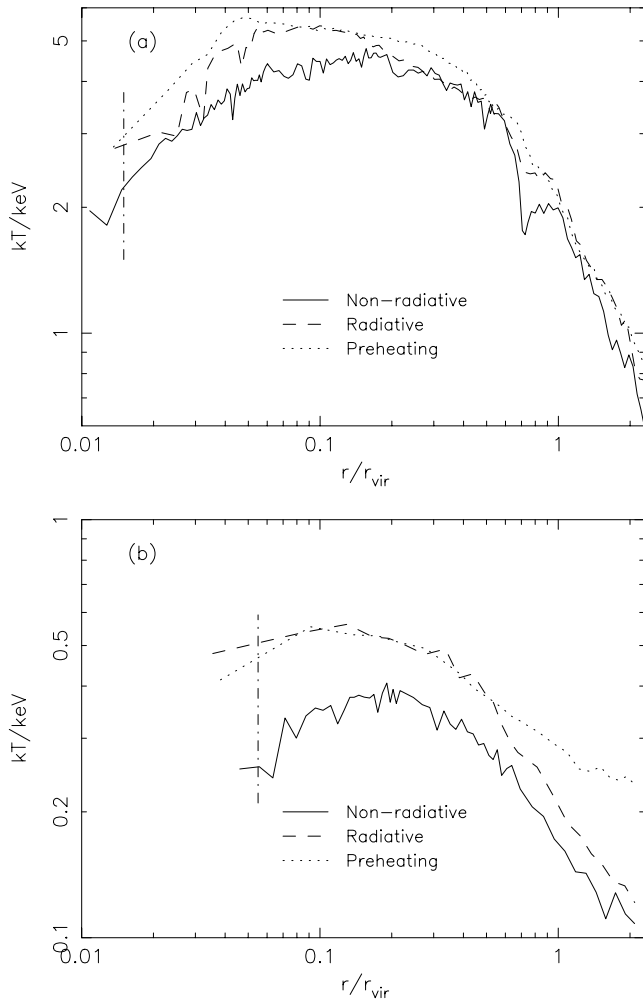 (a)
5
2
1
kT/keV
Non-radiative
Radiative
Preheating
0.01
0.1
1
r/r_vir
(b)
1
0.5
0.2
0.1
kT/keV
Non-radiative
Radiative
Preheating
0.01
0.1
1
r/r_vir